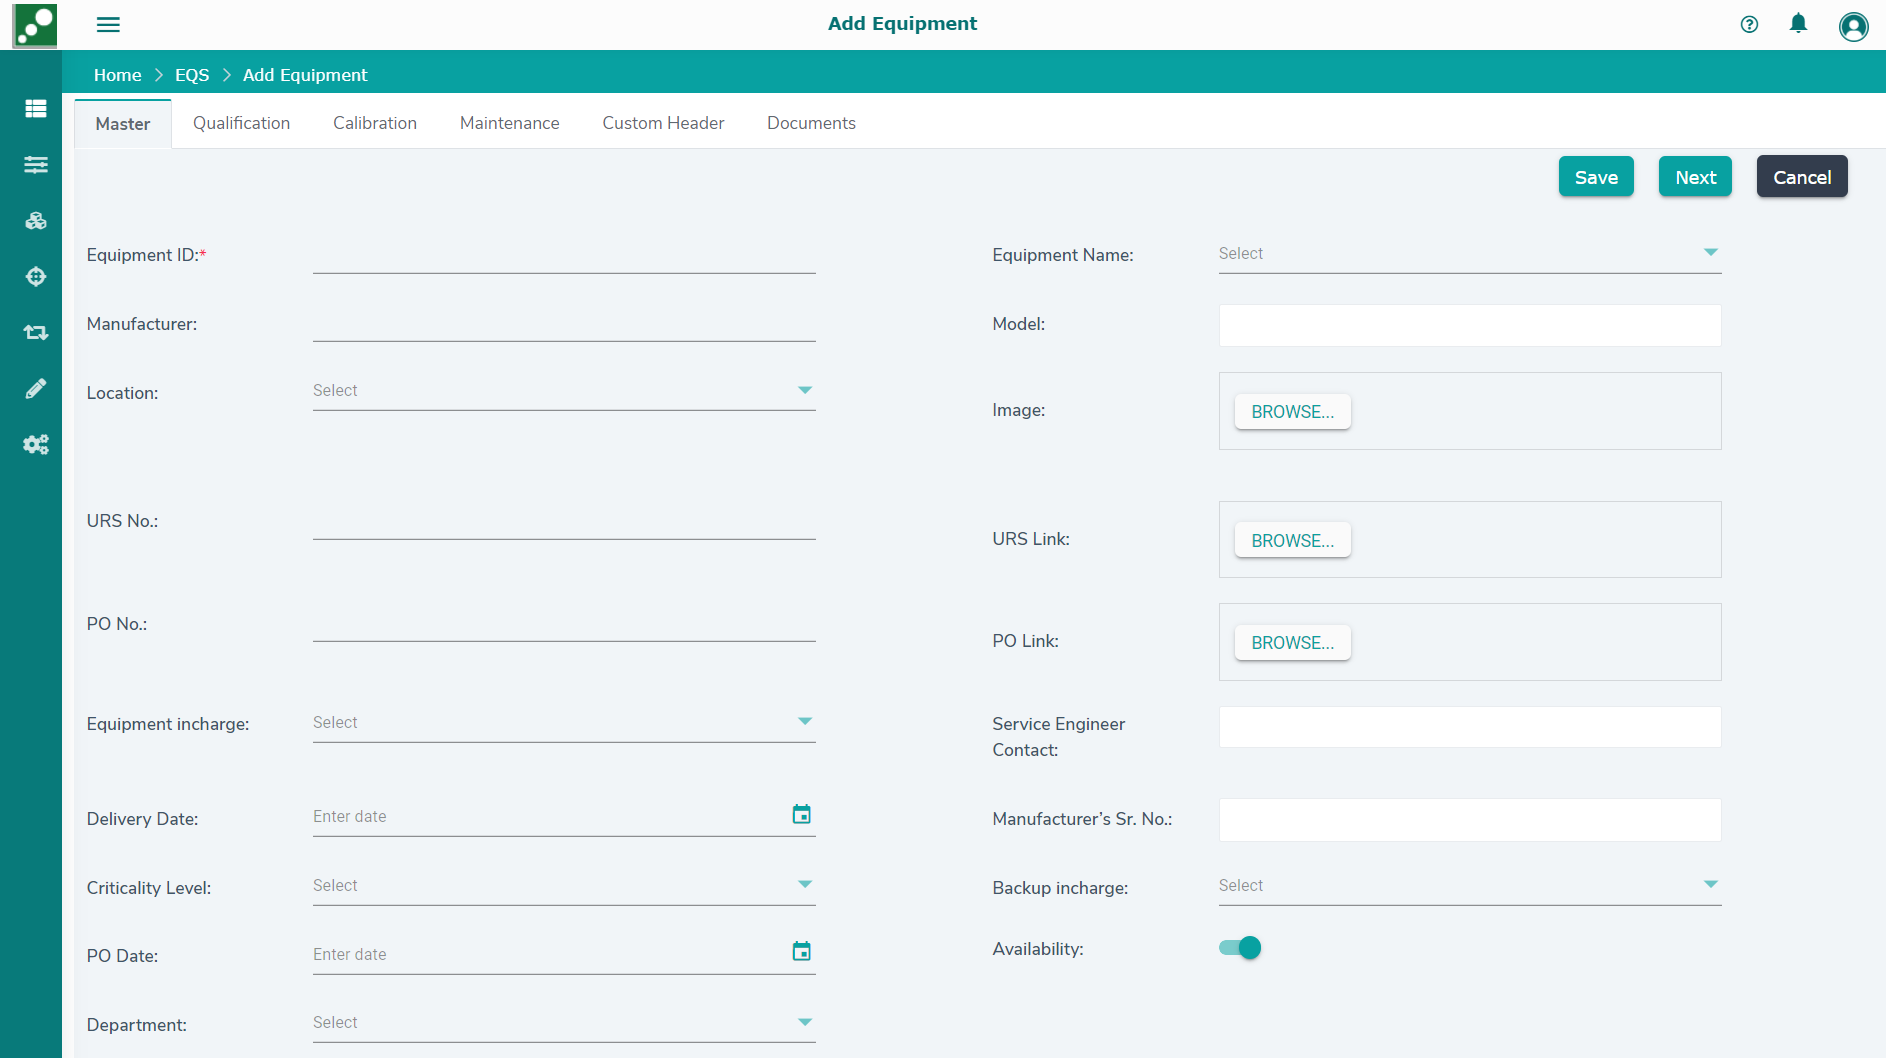 Add Equipment
Home > EQS > Add Equipment
Master Qualification Calibration Maintenance Custom Header Documents
Save Next Cancel
Equipment ID:* Equipment Name: Select
Manufacturer: Model:
Location: Select Image: BROWSE...
URS No.: URS Link: BROWSE...
PO No.: PO Link: BROWSE...
Equipment incharge: Select Service Engineer
Contact:
Delivery Date: Enter date Manufacturer’s Sr. No.:
Criticality Level: Select Backup incharge: Select
PO Date: Enter date Availability:
Department: Select